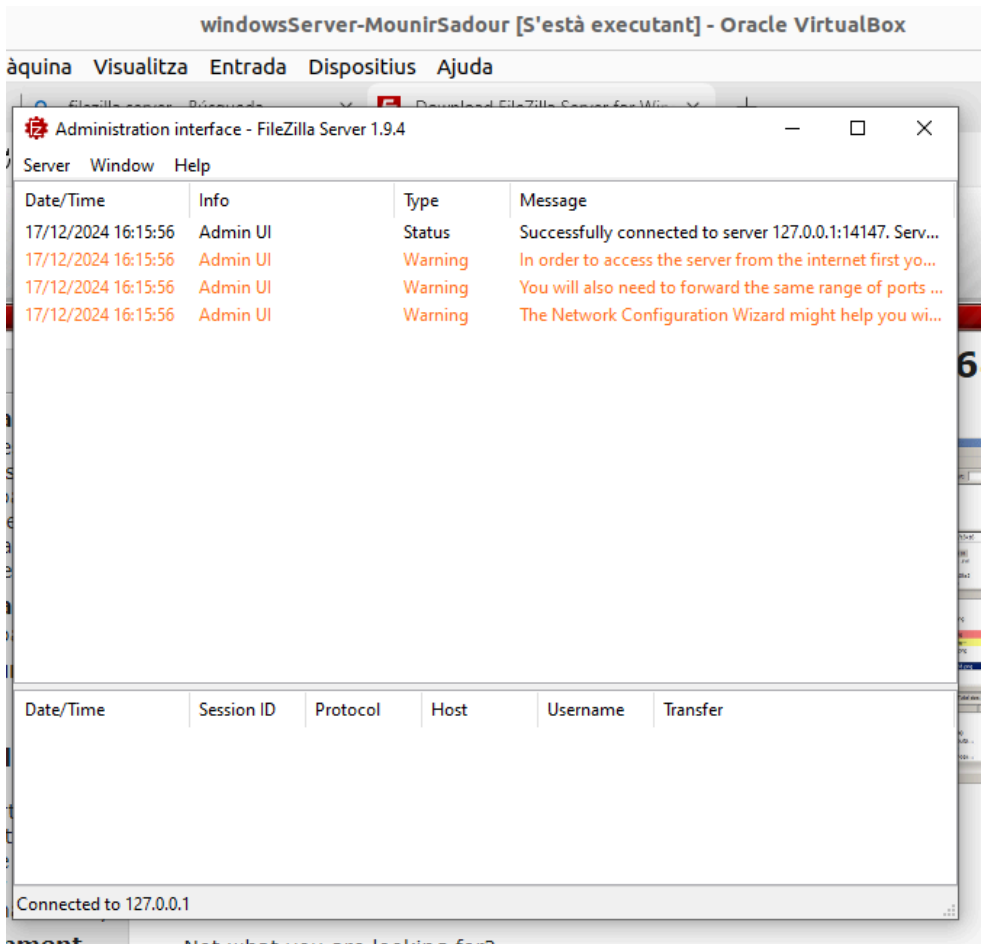 windowsServer-MounirSadour [S'està executant] - Oracle VirtualBox
àquina Visualitza Entrada Dispositius Ajuda
Administration interface - FileZilla Server 1.9.4
Server Window Help
Date/Time Info Type Message
17/12/2024 16:15:56 Admin UI Status Successfully connected to server 127.0.0.1:14147. Serv...
17/12/2024 16:15:56 Admin UI Warning In order to access the server from the internet first yo...
17/12/2024 16:15:56 Admin UI Warning You will also need to forward the same range of ports ...
17/12/2024 16:15:56 Admin UI Warning The Network Configuration Wizard might help you wi...
Date/Time Session ID Protocol Host Username Transfer
Connected to 127.0.0.1
Not what you are looking for?